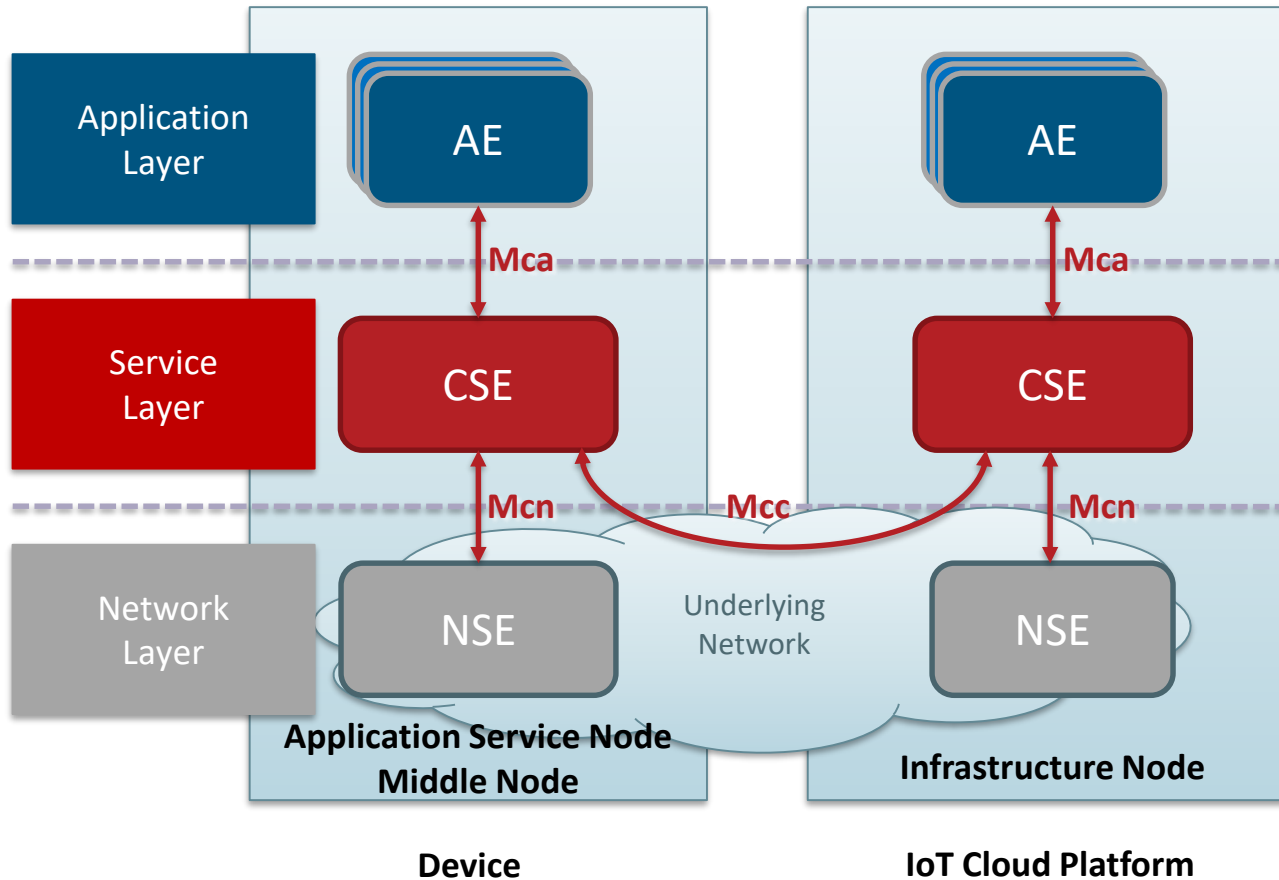 Application
Layer
AE
AE
Mca
Mca
Service
Layer
CSE
CSE
Mcn
Mcc
Mcn
Network
Layer
NSE
Underlying
Network
NSE
Application Service Node
Middle Node
Infrastructure Node
Device
IoT Cloud Platform